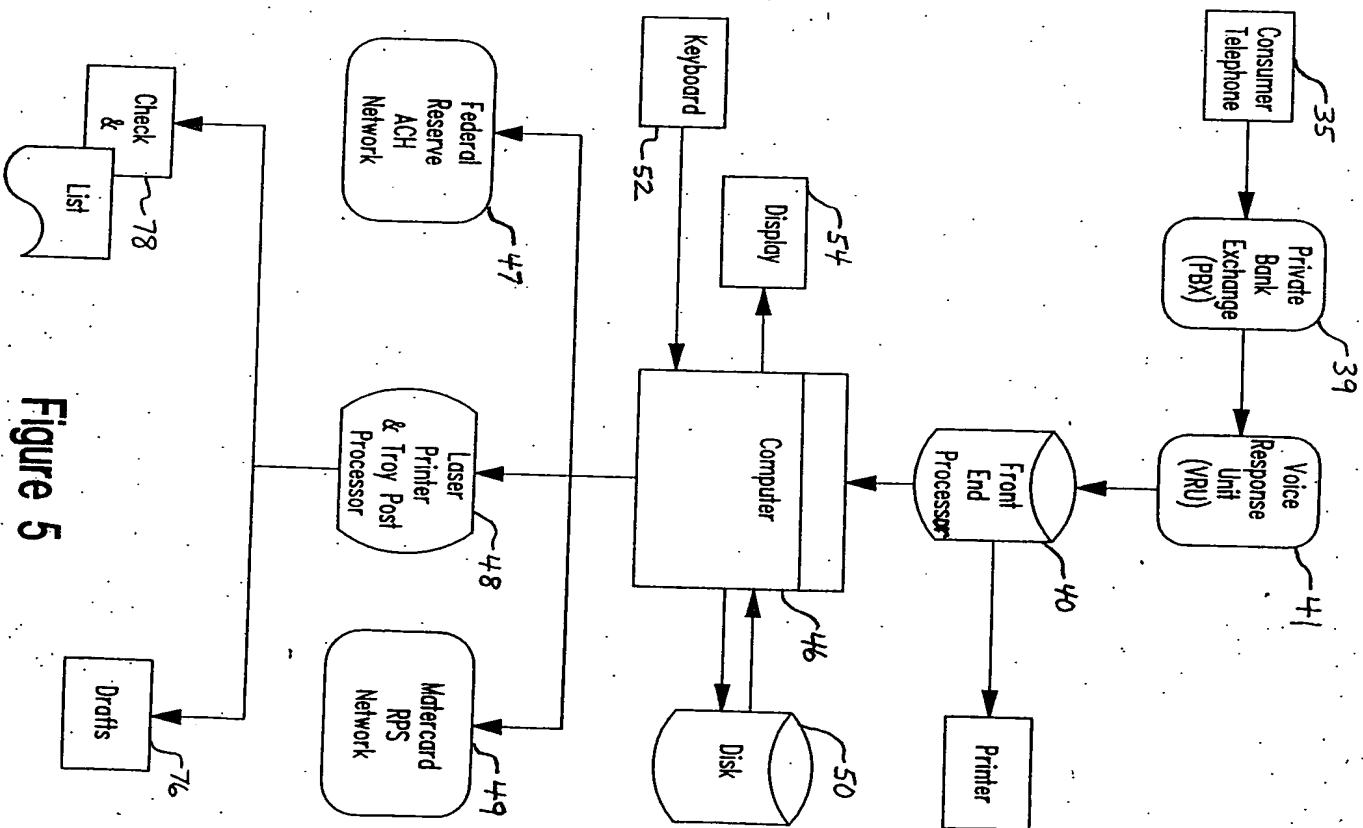 35
Consumer
Telephone
Private
Bank
Exchange
(PBX)
39
Voice
Response
Unit
(VRU)
41
Front
End
Processor
40
Printer
Keyboard
52
Display
54
Computer
46
Disk
50
Federal
Reserve
ACH
Network
47
Laser
Printer
& Troy Post
Processor
48
Matercard
RPS
Network
49
Check
&
List
78
Drafts
76
Figure 5